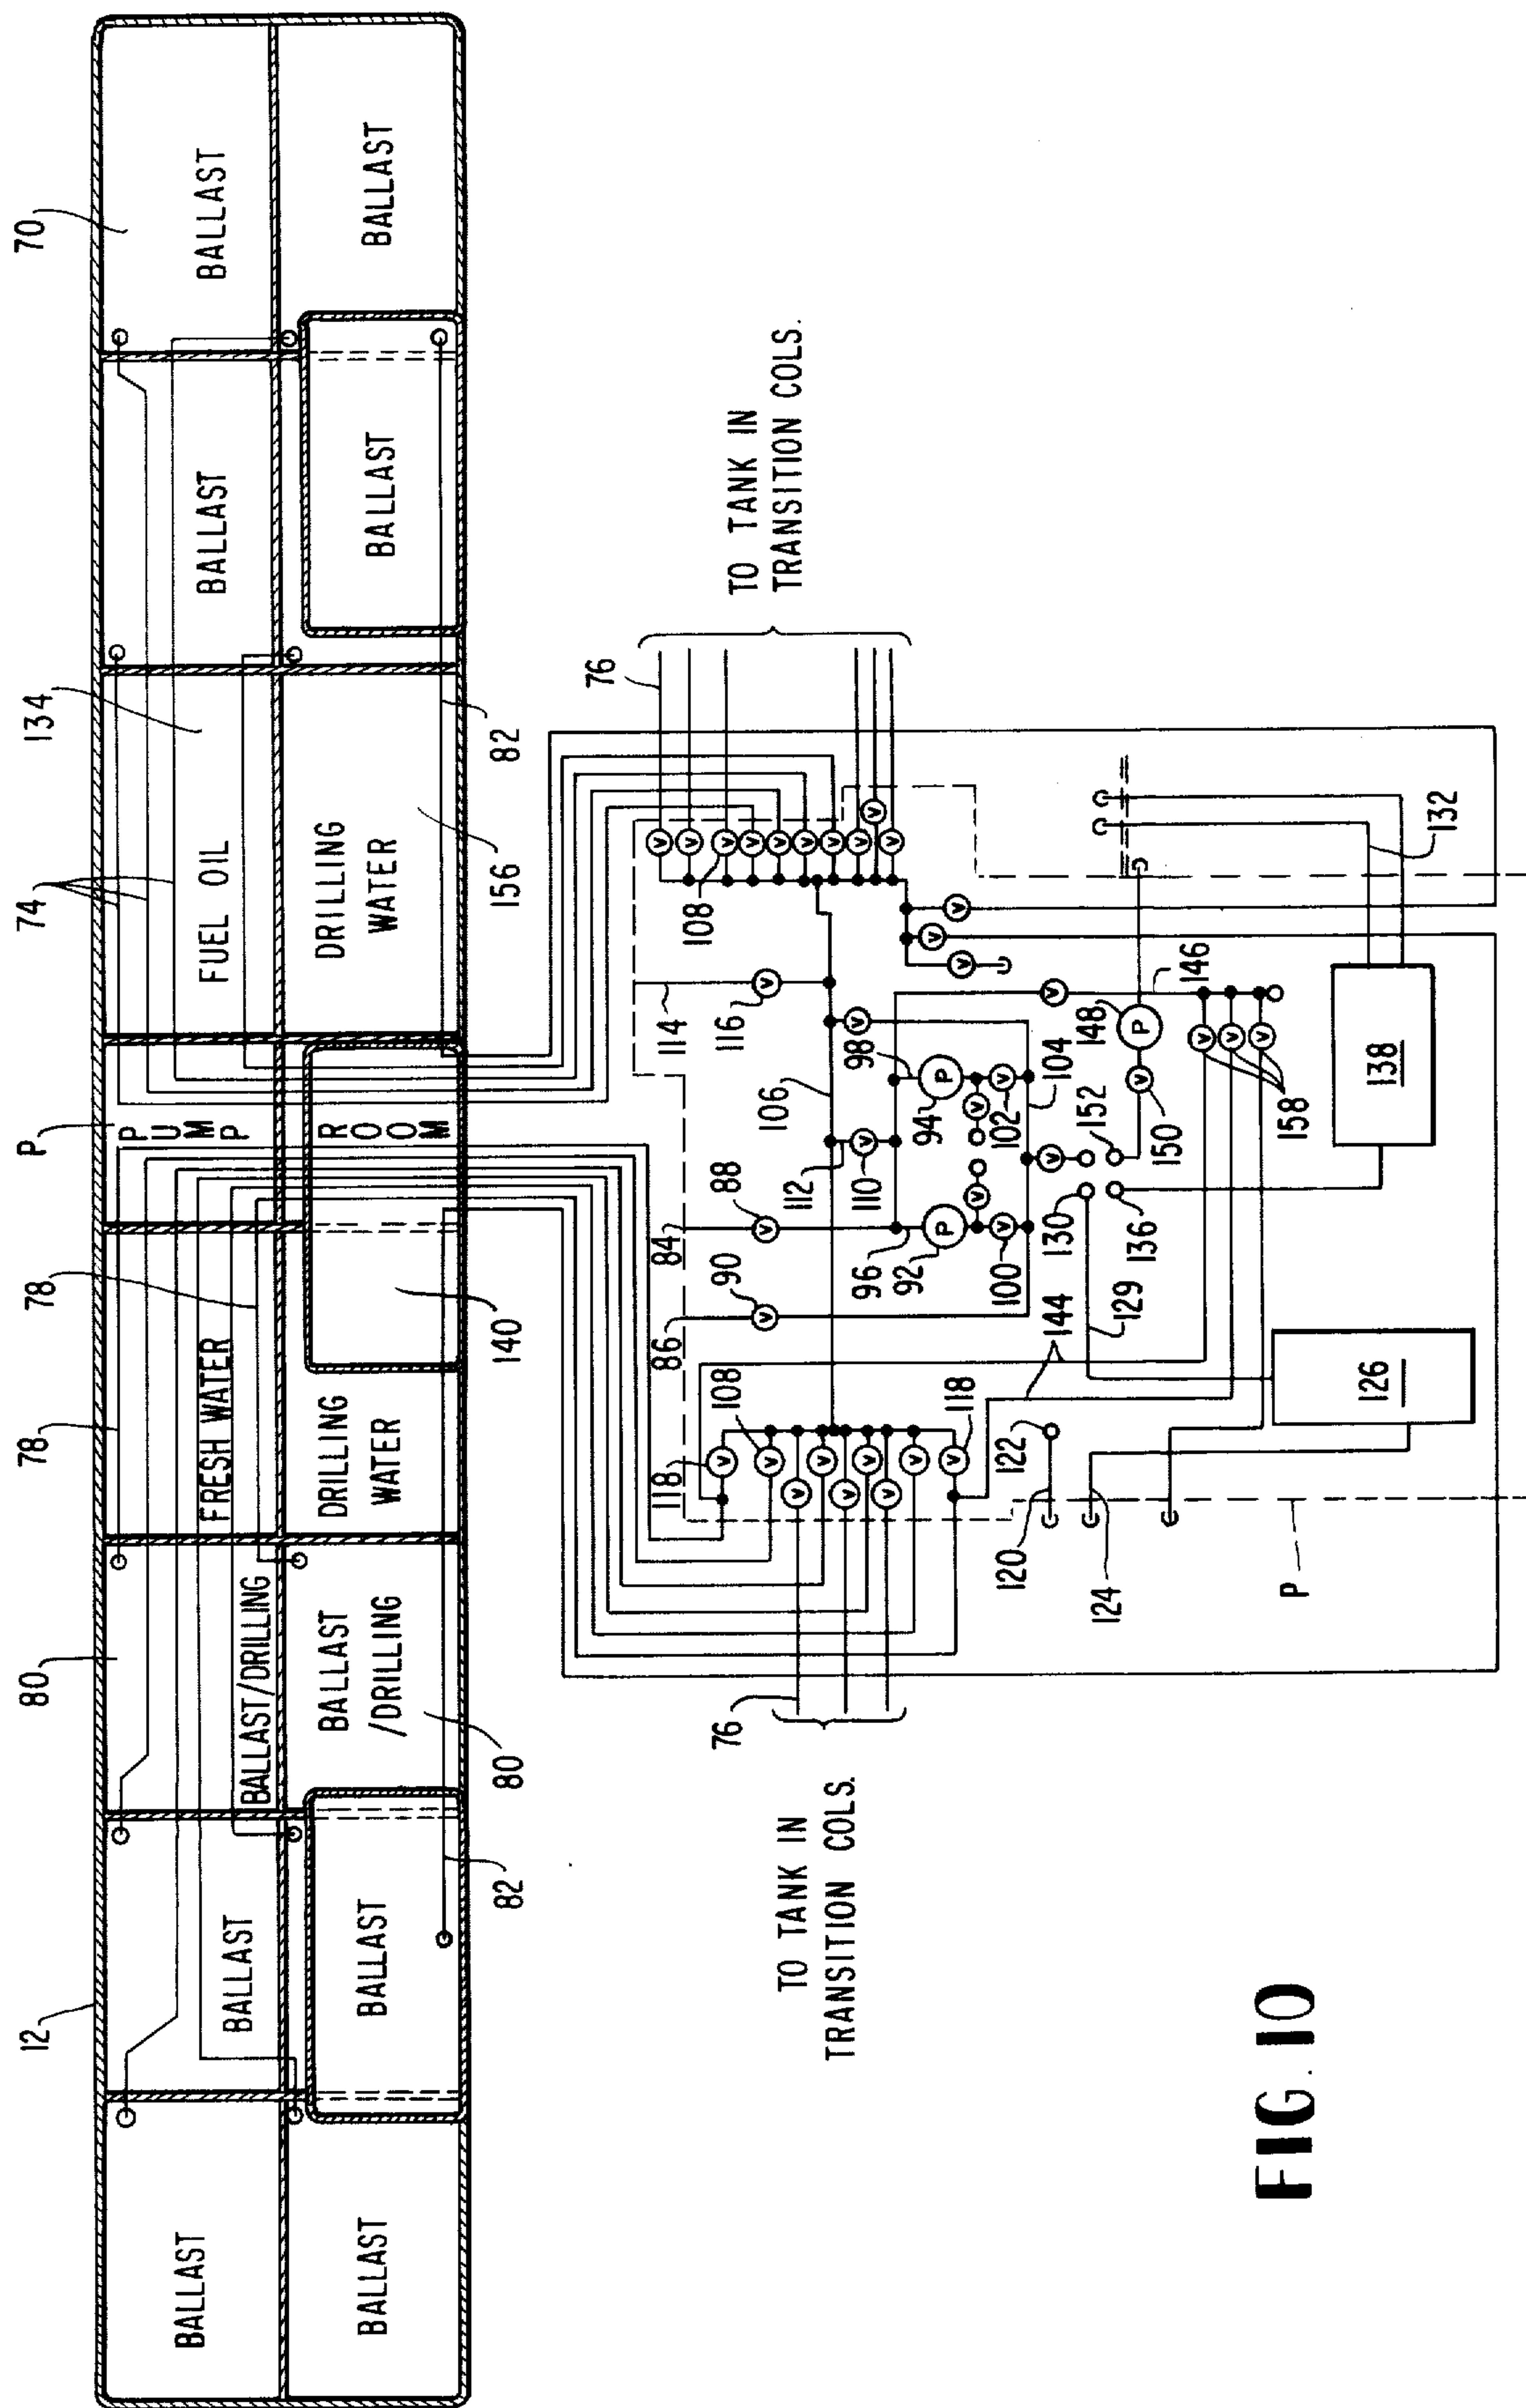 12
80
78
78
P
74
134
70
BALLAST
BALLAST
BALLAST/DRILLING
FRESH WATER
PUMP
FUEL OIL
BALLAST
BALLAST
BALLAST
BALLAST
BALLAST
/DRILLING
DRILLING
WATER
ROOM
DRILLING
WATER
BALLAST
BALLAST
82
80
140
156
82
TO TANK IN
TRANSITION COLS.
76
TO TANK IN
TRANSITION COLS.
76
118
V
108
V
V
V
V
V
V
V
V
118
V
86
90
V
84
88
V
112
110
V
106
114
116
V
108
V
V
V
V
V
V
V
V
V
V
96
92
P
94
P
98
V
100
V
V
V
102
V
104
V
V
V
V
120
122
124
144
129
130
V
152
136
150
V
148
P
146
V
V
V
V
158
132
P
126
138
FIG. 10